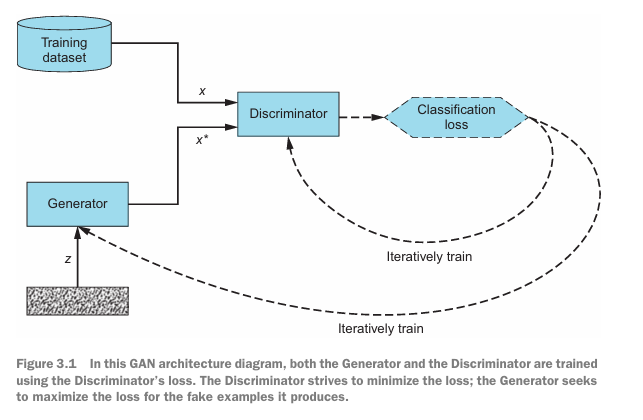 Training
dataset
x
Discriminator
Classification
loss
x*
Generator
z
Iteratively train
Iteratively train
Figure 3.1 In this GAN architecture diagram, both the Generator and the Discriminator are trained
using the Discriminator’s loss. The Discriminator strives to minimize the loss; the Generator seeks
to maximize the loss for the fake examples it produces.